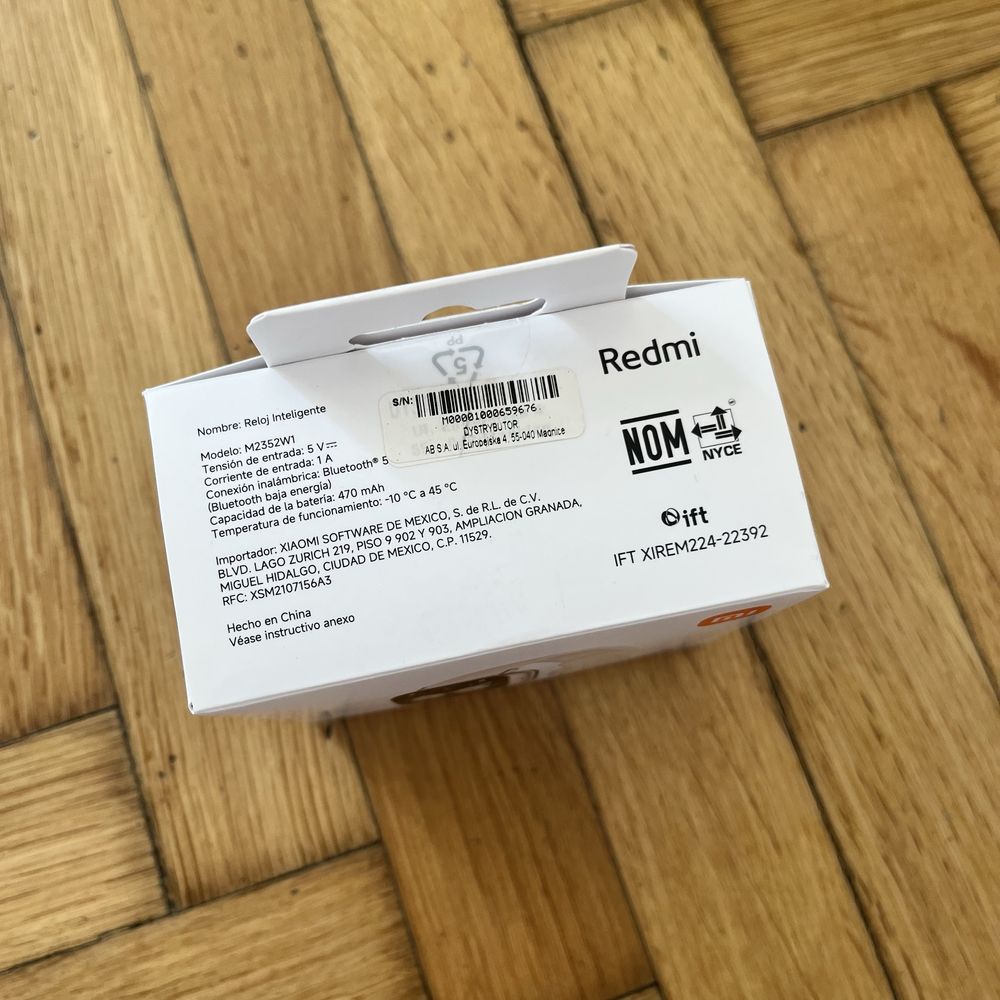 5
PP
S/N:
M00001000659676
DYSTRYBUTOR
AB S.A. ul. Europejska 4, 55-040 Magnice
Redmi
Nombre: Reloj Inteligente
Modelo: M2352W1
Tensión de entrada: 5 V
Corriente de entrada: 1 A
Conexión inalámbrica: Bluetooth® 5
(Bluetooth baja energía)
Capacidad de la batería: 470 mAh
Temperatura de funcionamiento: -10 °C a 45 °C
Importador: XIAOMI SOFTWARE DE MEXICO, S. de R.L. de C.V.
BLVD. LAGO ZURICH 219, PISO 9 902 Y 903, AMPLIACION GRANADA,
MIGUEL HIDALGO, CIUDAD DE MEXICO, C.P. 11529.
RFC: XSM2107156A3
Hecho en China
Véase instructivo anexo
NOM
NYCE
ift
IFT XIREM224-22392